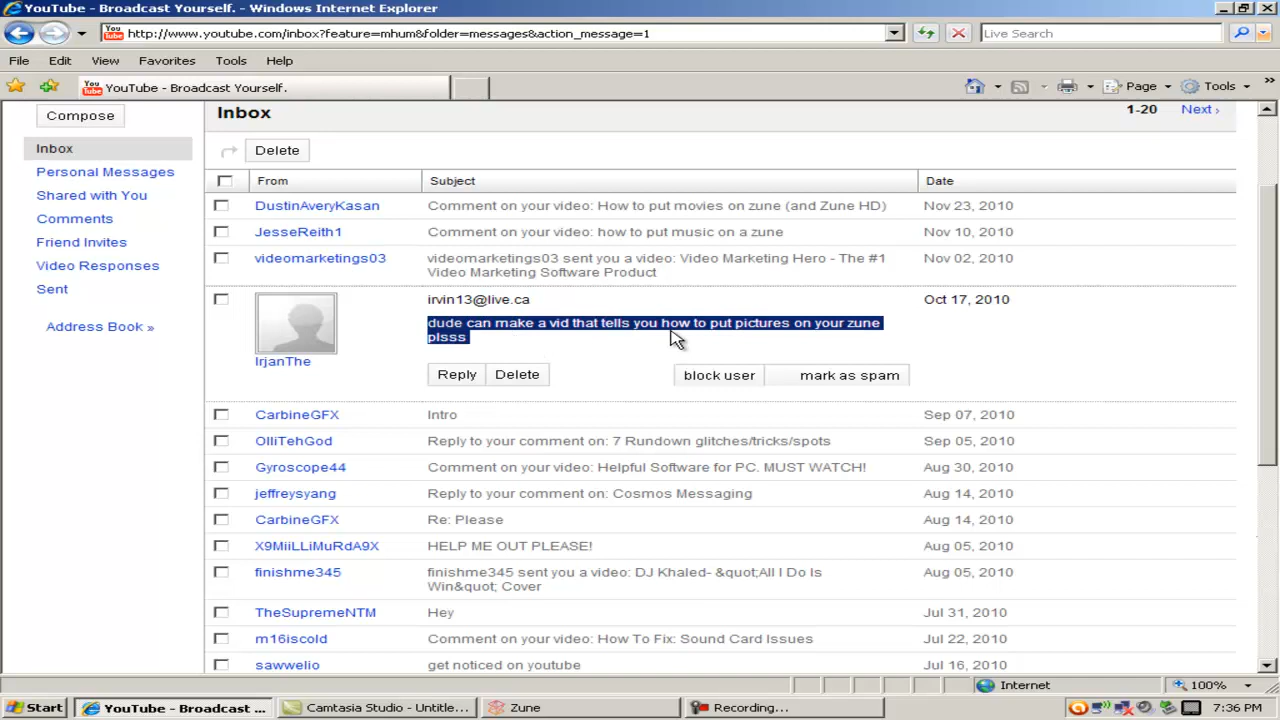 YouTube - Broadcast Yourself. - Windows Internet Explorer
http://www.youtube.com/inbox?feature=mhum&folder=messages&action_message=1
Live Search
File Edit View Favorites Tools Help
YouTube - Broadcast Yourself.
Page Tools »
Compose
Inbox
1-20 Next ›
Inbox
Personal Messages
Shared with You
Comments
Friend Invites
Video Responses
Sent
Address Book »
Delete
From Subject Date
DustinAveryKasan Comment on your video: How to put movies on zune (and Zune HD) Nov 23, 2010
JesseReith1 Comment on your video: how to put music on a zune Nov 10, 2010
videomarketings03 videomarketings03 sent you a video: Video Marketing Hero - The #1 Nov 02, 2010
Video Marketing Software Product
irvin13@live.ca Oct 17, 2010
dude can make a vid that tells you how to put pictures on your zune
plsss
IrjanThe
Reply Delete block user mark as spam
CarbineGFX Intro Sep 07, 2010
OlliTehGod Reply to your comment on: 7 Rundown glitches/tricks/spots Sep 05, 2010
Gyroscope44 Comment on your video: Helpful Software for PC. MUST WATCH! Aug 30, 2010
jeffreysyang Reply to your comment on: Cosmos Messaging Aug 14, 2010
CarbineGFX Re: Please Aug 14, 2010
X9MiiLLiMuRdA9X HELP ME OUT PLEASE! Aug 05, 2010
finishme345 finishme345 sent you a video: DJ Khaled- &quot;All I Do Is Aug 05, 2010
Win&quot; Cover
TheSupremeNTM Hey Jul 31, 2010
m16iscold Comment on your video: How To Fix: Sound Card Issues Jul 22, 2010
sawwelio get noticed on youtube Jul 16, 2010
Internet 100%
Start YouTube - Broadcast ... Camtasia Studio - Untitle... Zune Recording... 7:36 PM